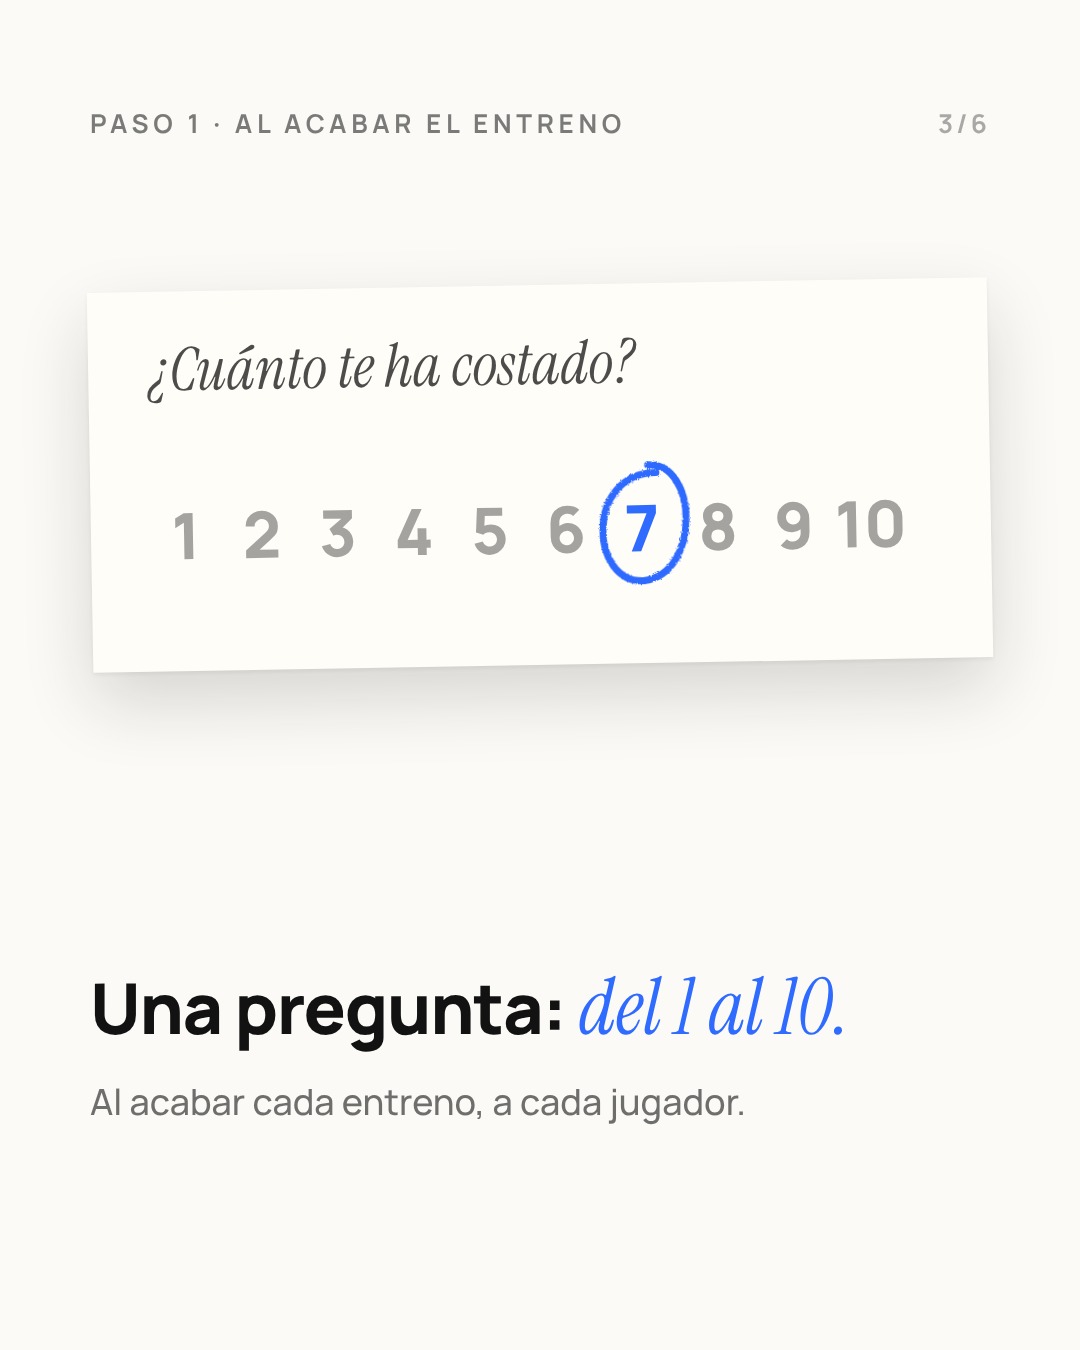 PASO 1 · AL ACABAR EL ENTRENO 3/6
¿Cuánto te ha costado?
1 2 3 4 5 6 7 8 9 10
Una pregunta: del 1 al 10.
Al acabar cada entreno, a cada jugador.